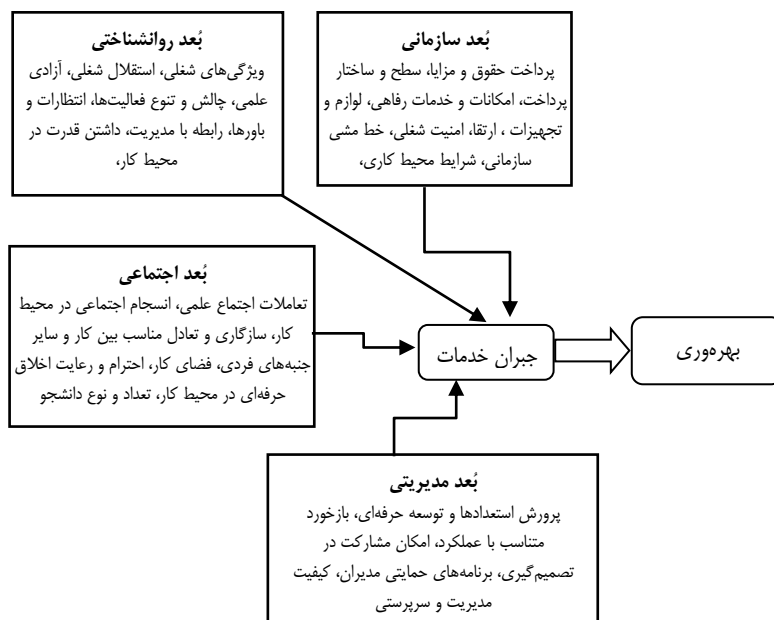 بُعد سازمانی
پرداخت حقوق و مزایا، سطح و ساختار
پرداخت، امکانات و خدمات رفاهی، لوازم و
تجهیزات ، ارتقا، امنیت شغلی، خط مشی
سازمانی، شرایط محیط کاری،
بُعد روانشناختی
ویژگی‌های شغلی، استقلال شغلی، آزادی
علمی، چالش و تنوع فعالیت‌ها، انتظارات و
باورها، رابطه با مدیریت، داشتن قدرت در
محیط کار،
بُعد اجتماعی
تعاملات اجتماع علمی، انسجام اجتماعی در محیط
کار، سازگاری و تعادل مناسب بین کار و سایر
جنبه‌های فردی، فضای کار، احترام و رعایت اخلاق
حرفه‌ای در محیط کار، تعداد و نوع دانشجو
جبران خدمات
بهره‌وری
بُعد مدیریتی
پرورش استعدادها و توسعه حرفه‌ای، بازخورد
متناسب با عملکرد، امکان مشارکت در
تصمیم‌گیری، برنامه‌های حمایتی مدیران، کیفیت
مدیریت و سرپرستی